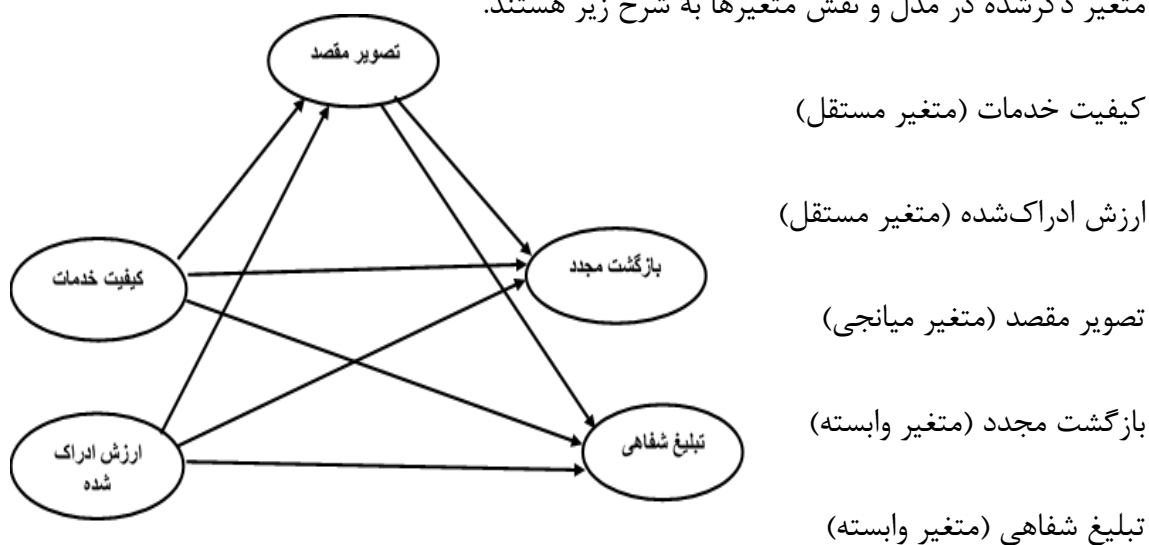 متغیر ذکرشده در مدل و نقش متغیرها به شرح زیر هستند.
تصویر مقصد
کیفیت خدمات (متغیر مستقل)
ارزش ادراک‌شده (متغیر مستقل)
بازگشت مجدد
کیفیت خدمات
تصویر مقصد (متغیر میانجی)
بازگشت مجدد (متغیر وابسته)
تبلیغ شفاهی
ارزش ادراک
شده
تبلیغ شفاهی (متغیر وابسته)